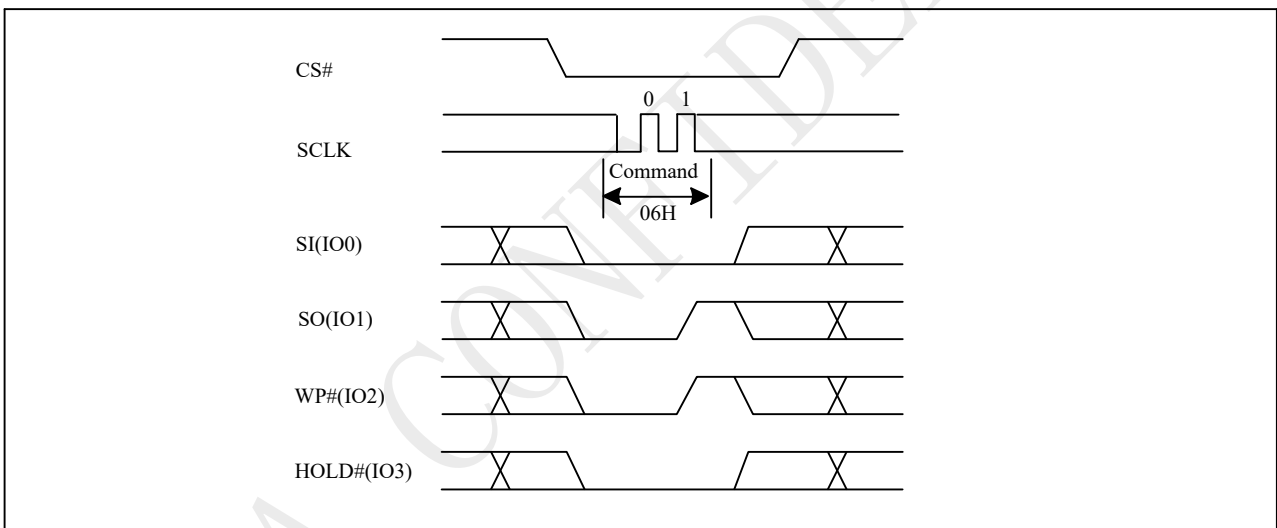 CS#
0 1
SCLK
Command
06H
SI(IO0)
SO(IO1)
WP#(IO2)
HOLD#(IO3)